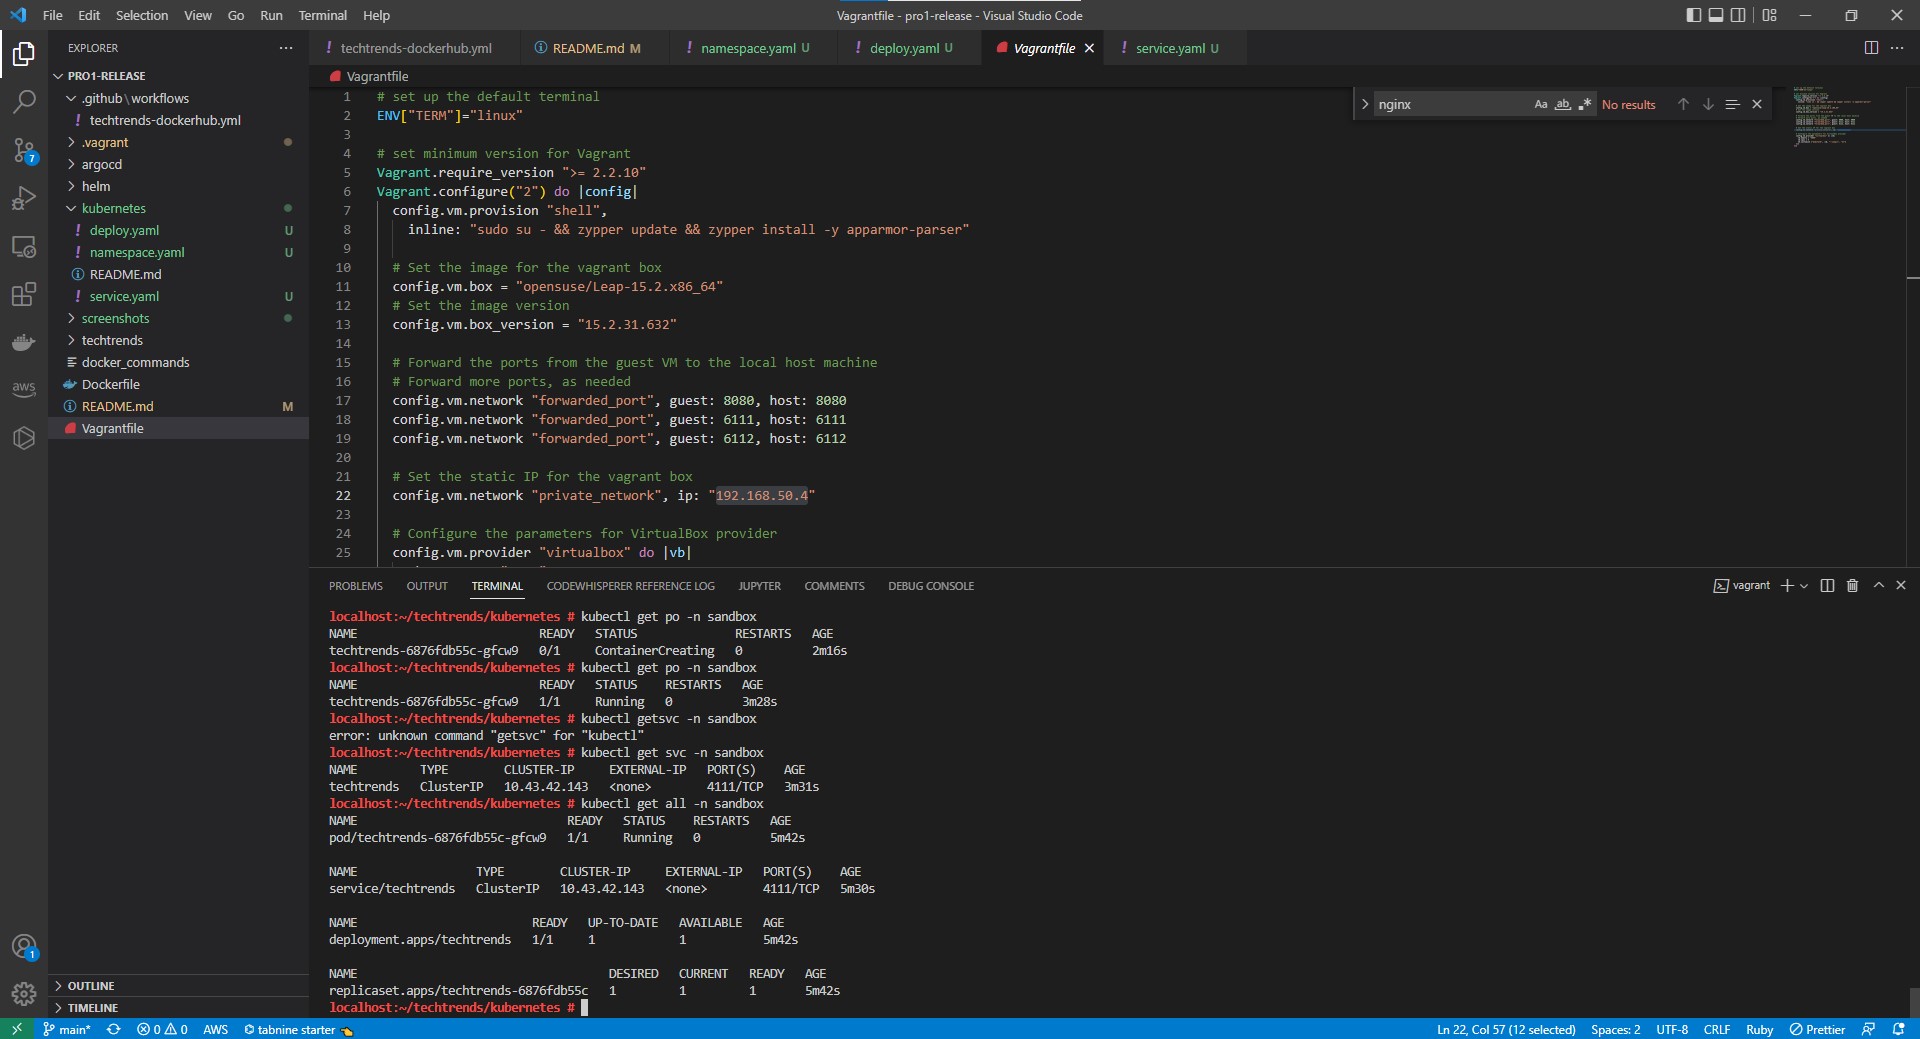 File Edit Selection View Go Run Terminal Help
Vagrantfile - pro1-release - Visual Studio Code
EXPLORER
PRO1-RELEASE
.github\workflows
techtrends-dockerhub.yml
.vagrant
argocd
helm
kubernetes
deploy.yaml U
namespace.yaml U
README.md
service.yaml U
screenshots
techtrends
docker_commands
Dockerfile
README.md M
Vagrantfile
OUTLINE
TIMELINE
7
aws
1
techtrends-dockerhub.yml README.md M namespace.yaml U deploy.yaml U Vagrantfile service.yaml U
Vagrantfile
nginx Aa ab No results
1 # set up the default terminal
2 ENV["TERM"]="linux"
3
4 # set minimum version for Vagrant
5 Vagrant.require_version ">= 2.2.10"
6 Vagrant.configure("2") do |config|
7 config.vm.provision "shell",
8 inline: "sudo su - && zypper update && zypper install -y apparmor-parser"
9
10 # Set the image for the vagrant box
11 config.vm.box = "opensuse/Leap-15.2.x86_64"
12 # Set the image version
13 config.vm.box_version = "15.2.31.632"
14
15 # Forward the ports from the guest VM to the local host machine
16 # Forward more ports, as needed
17 config.vm.network "forwarded_port", guest: 8080, host: 8080
18 config.vm.network "forwarded_port", guest: 6111, host: 6111
19 config.vm.network "forwarded_port", guest: 6112, host: 6112
20
21 # Set the static IP for the vagrant box
22 config.vm.network "private_network", ip: "192.168.50.4"
23
24 # Configure the parameters for VirtualBox provider
25 config.vm.provider "virtualbox" do |vb|
PROBLEMS OUTPUT TERMINAL CODEWHISPERER REFERENCE LOG JUPYTER COMMENTS DEBUG CONSOLE
vagrant
localhost:~/techtrends/kubernetes # kubectl get po -n sandbox
NAME READY STATUS RESTARTS AGE
techtrends-6876fdb55c-gfcw9 0/1 ContainerCreating 0 2m16s
localhost:~/techtrends/kubernetes # kubectl get po -n sandbox
NAME READY STATUS RESTARTS AGE
techtrends-6876fdb55c-gfcw9 1/1 Running 0 3m28s
localhost:~/techtrends/kubernetes # kubectl getsvc -n sandbox
error: unknown command "getsvc" for "kubectl"
localhost:~/techtrends/kubernetes # kubectl get svc -n sandbox
NAME TYPE CLUSTER-IP EXTERNAL-IP PORT(S) AGE
techtrends ClusterIP 10.43.42.143 <none> 4111/TCP 3m31s
localhost:~/techtrends/kubernetes # kubectl get all -n sandbox
NAME READY STATUS RESTARTS AGE
pod/techtrends-6876fdb55c-gfcw9 1/1 Running 0 5m42s
NAME TYPE CLUSTER-IP EXTERNAL-IP PORT(S) AGE
service/techtrends ClusterIP 10.43.42.143 <none> 4111/TCP 5m30s
NAME READY UP-TO-DATE AVAILABLE AGE
deployment.apps/techtrends 1/1 1 1 5m42s
NAME DESIRED CURRENT READY AGE
replicaset.apps/techtrends-6876fdb55c 1 1 1 5m42s
localhost:~/techtrends/kubernetes #
main* 0 0 AWS tabnine starter Ln 22, Col 57 (12 selected) Spaces: 2 UTF-8 CRLF Ruby Prettier